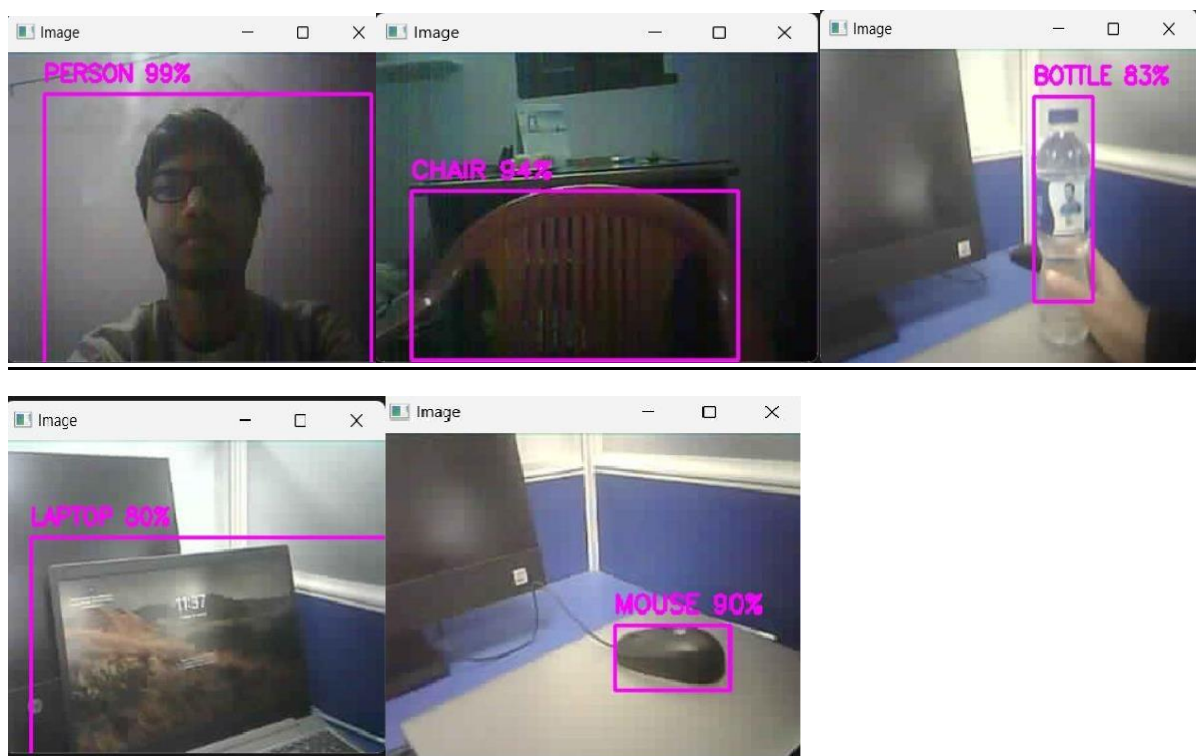 Image
PERSON 99%
Image
CHAIR 94%
Image
BOTTLE 83%
Image
LAPTOP 80%
11:37
Image
MOUSE 90%